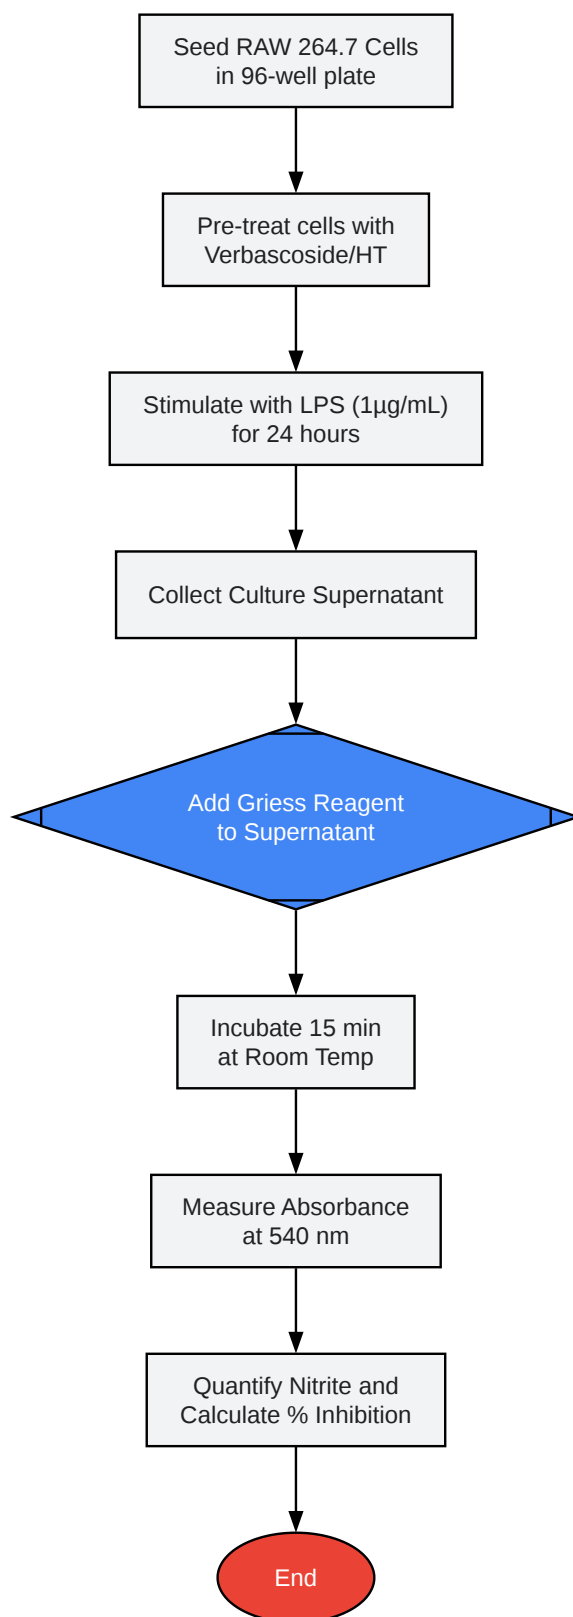 Seed RAW 264.7 Cells
in 96-well plate
Pre-treat cells with
Verbascoside/HT
Stimulate with LPS (1µg/mL)
for 24 hours
Collect Culture Supernatant
Add Griess Reagent
to Supernatant
Incubate 15 min
at Room Temp
Measure Absorbance
at 540 nm
Quantify Nitrite and
Calculate % Inhibition
End